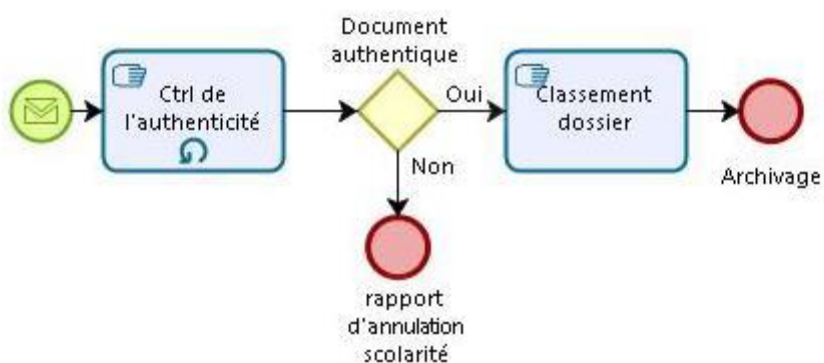 Document
authentique
Ctrl de
l'authenticité
Oui
Classement
dossier
Non
Archivage
rapport
d'annulation
scolarité